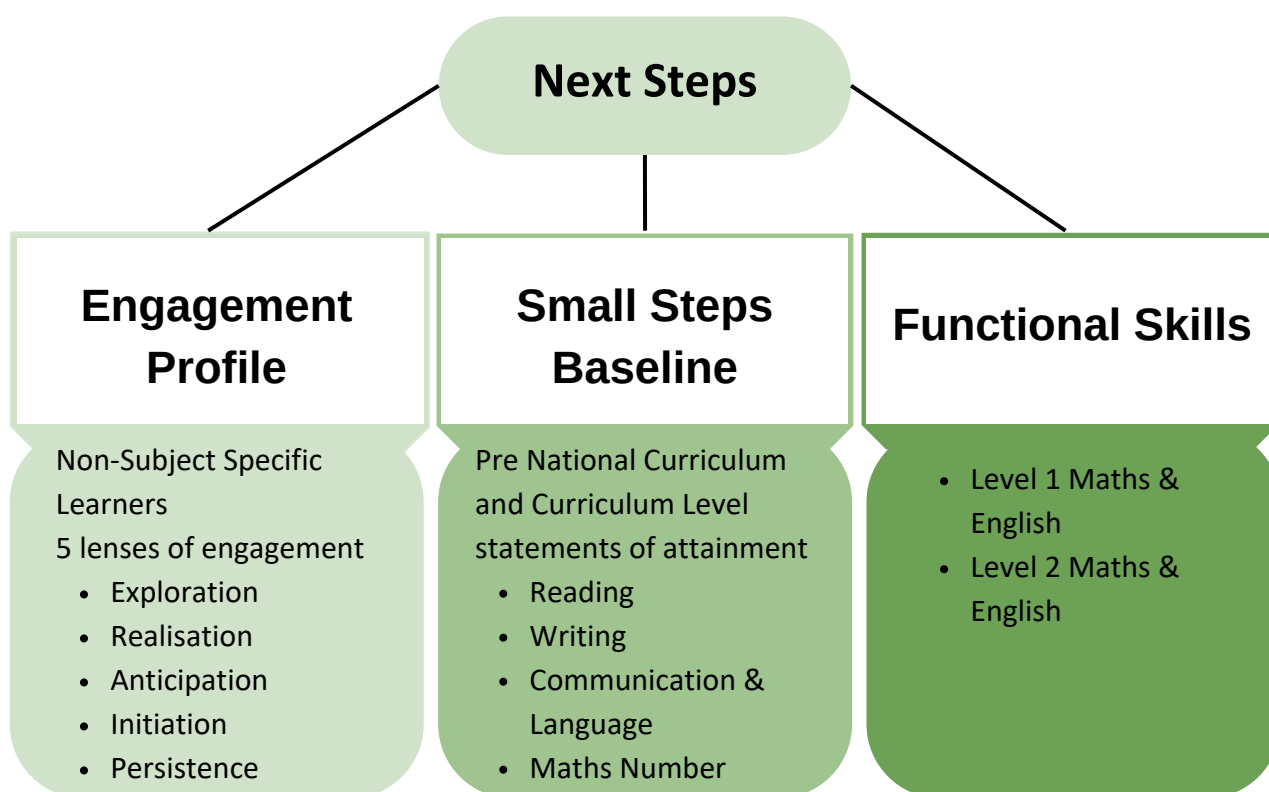 Next Steps
Engagement
Profile
Non-Subject Specific
Learners
5 lenses of engagement
• Exploration
• Realisation
• Anticipation
• Initiation
• Persistence
Small Steps
Baseline
Pre National Curriculum
and Curriculum Level
statements of attainment
• Reading
• Writing
• Communication &
Language
• Maths Number
Functional Skills
• Level 1 Maths &
English
• Level 2 Maths &
English